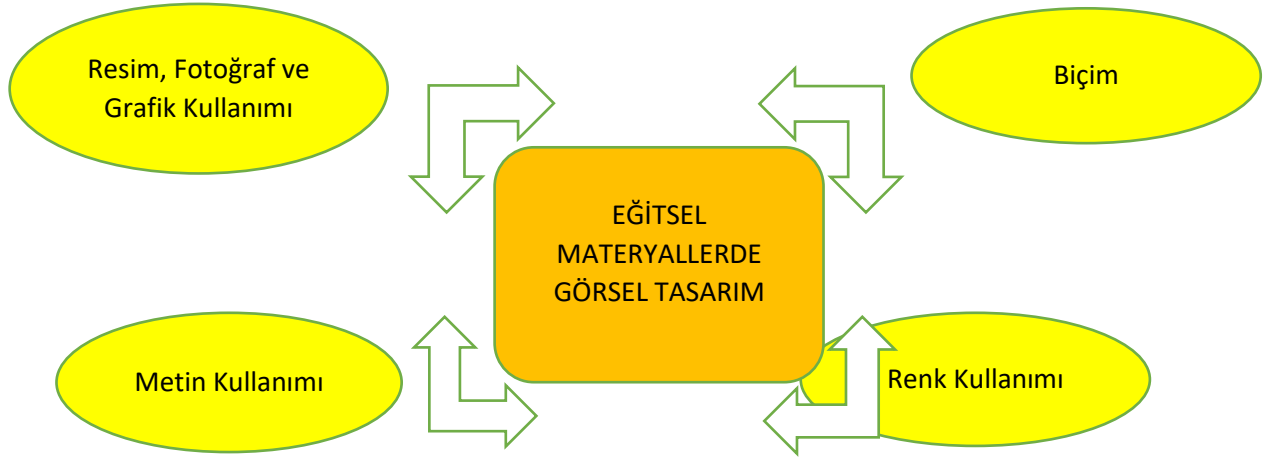 Resim, Fotoğraf ve
Grafik Kullanımı
Biçim
EĞİTSEL
MATERYALLERDE
GÖRSEL TASARIM
Metin Kullanımı
Renk Kullanımı